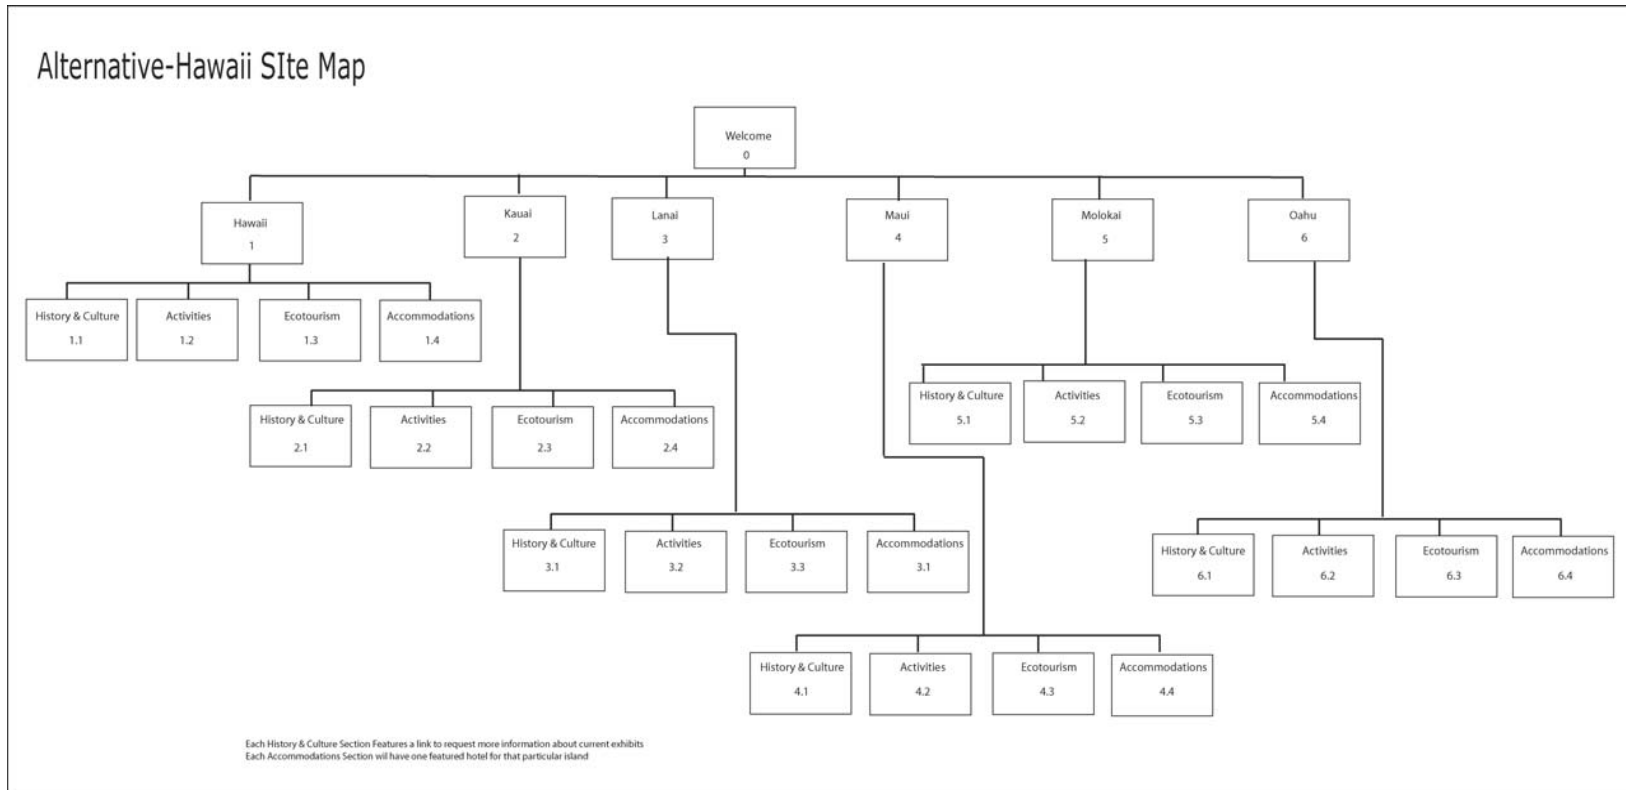 Alternative-Hawaii SIte Map
Welcome
0
Hawaii
1
Kauai
2
Lanai
3
Maui
4
Molokai
5
Oahu
6
History & Culture
1.1
Activities
1.2
Ecotourism
1.3
Accommodations
1.4
History & Culture
2.1
Activities
2.2
Ecotourism
2.3
Accommodations
2.4
History & Culture
5.1
Activities
5.2
Ecotourism
5.3
Accommodations
5.4
History & Culture
3.1
Activities
3.2
Ecotourism
3.3
Accommodations
3.1
History & Culture
6.1
Activities
6.2
Ecotourism
6.3
Accommodations
6.4
History & Culture
4.1
Activities
4.2
Ecotourism
4.3
Accommodations
4.4
Each History & Culture Section Features a link to request more information about current exhibits
Each Accommodations Section wil have one featured hotel for that particular island